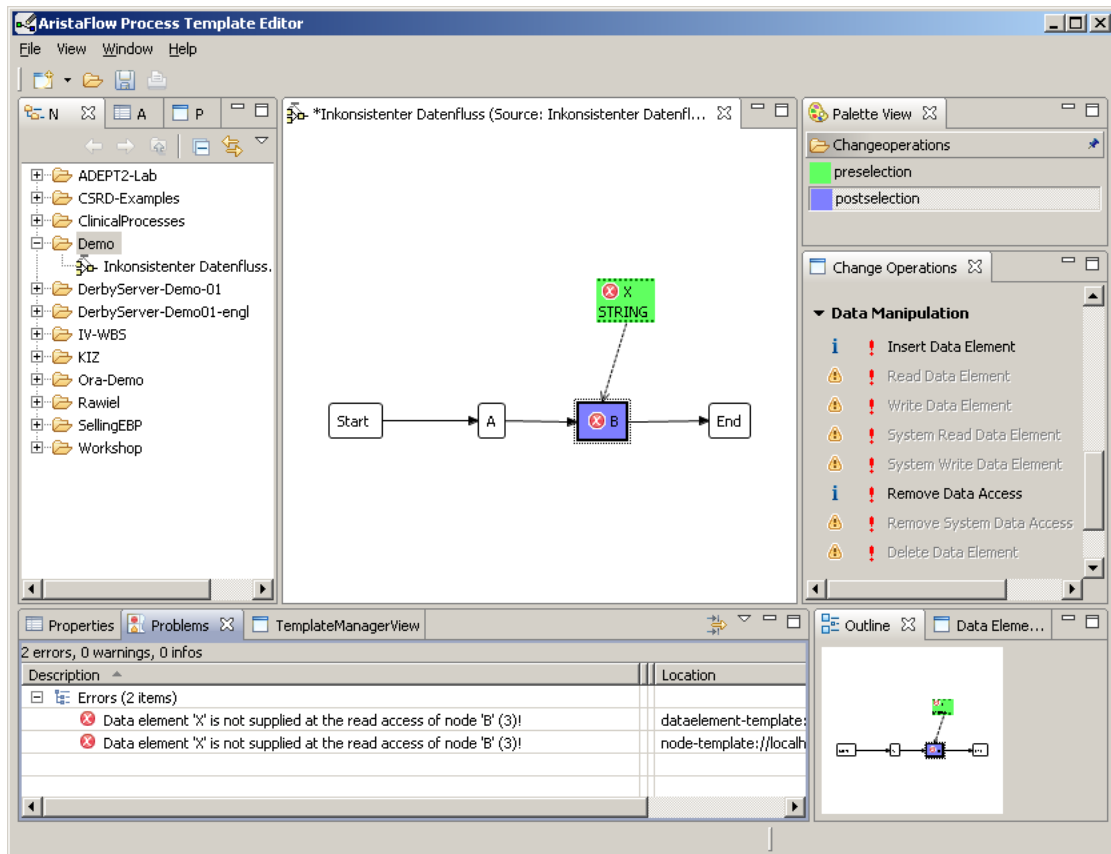 AristaFlow Process Template Editor
File View Window Help
N A P
*Inkonsistenter Datenfluss (Source: Inkonsistenter Datenfl...
Palette View
Changeoperations
preselection
postselection
ADEPT2-Lab
CSRD-Examples
ClinicalProcesses
Demo
Inkonsistenter Datenfluss.
DerbyServer-Demo-01
DerbyServer-Demo01-engl
IV-WBS
KIZ
Ora-Demo
Rawiel
SellingEBP
Workshop
X
STRING
Start
A
B
End
Change Operations
Data Manipulation
Insert Data Element
Read Data Element
Write Data Element
System Read Data Element
System Write Data Element
Remove Data Access
Remove System Data Access
Delete Data Element
Properties Problems TemplateManagerView
2 errors, 0 warnings, 0 infos
Description Location
Errors (2 items)
Data element 'X' is not supplied at the read access of node 'B' (3)! dataelement-template:
Data element 'X' is not supplied at the read access of node 'B' (3)! node-template://localh
Outline Data Eleme...